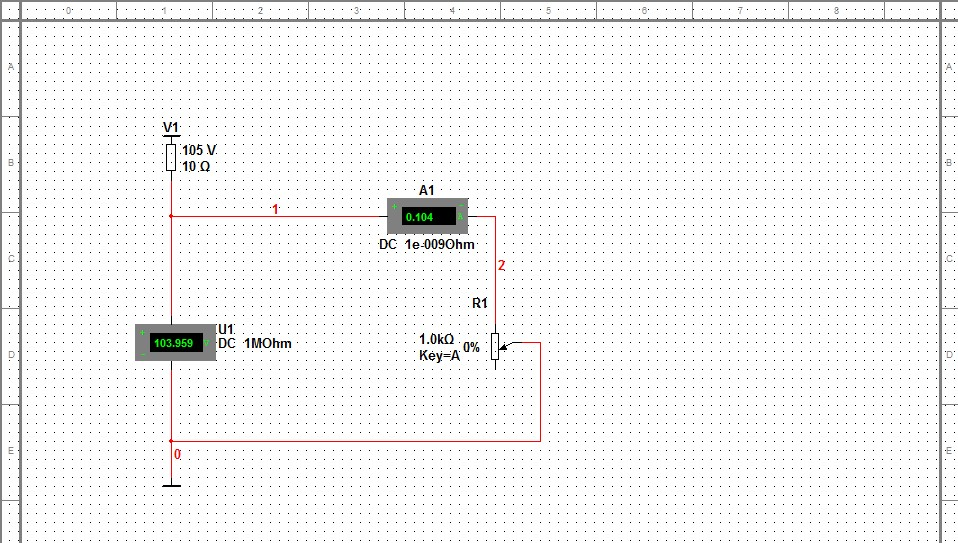 0 1 2 3 4 5 6 7 8
A A
V1
105 V
B B
10 Ω
A1
1
+ 0.104 A
DC 1e-009Ohm
C C
2
R1
U1
+ 103.959 V
DC 1MOhm
1.0kΩ
0%
Key=A
D D
E E
0